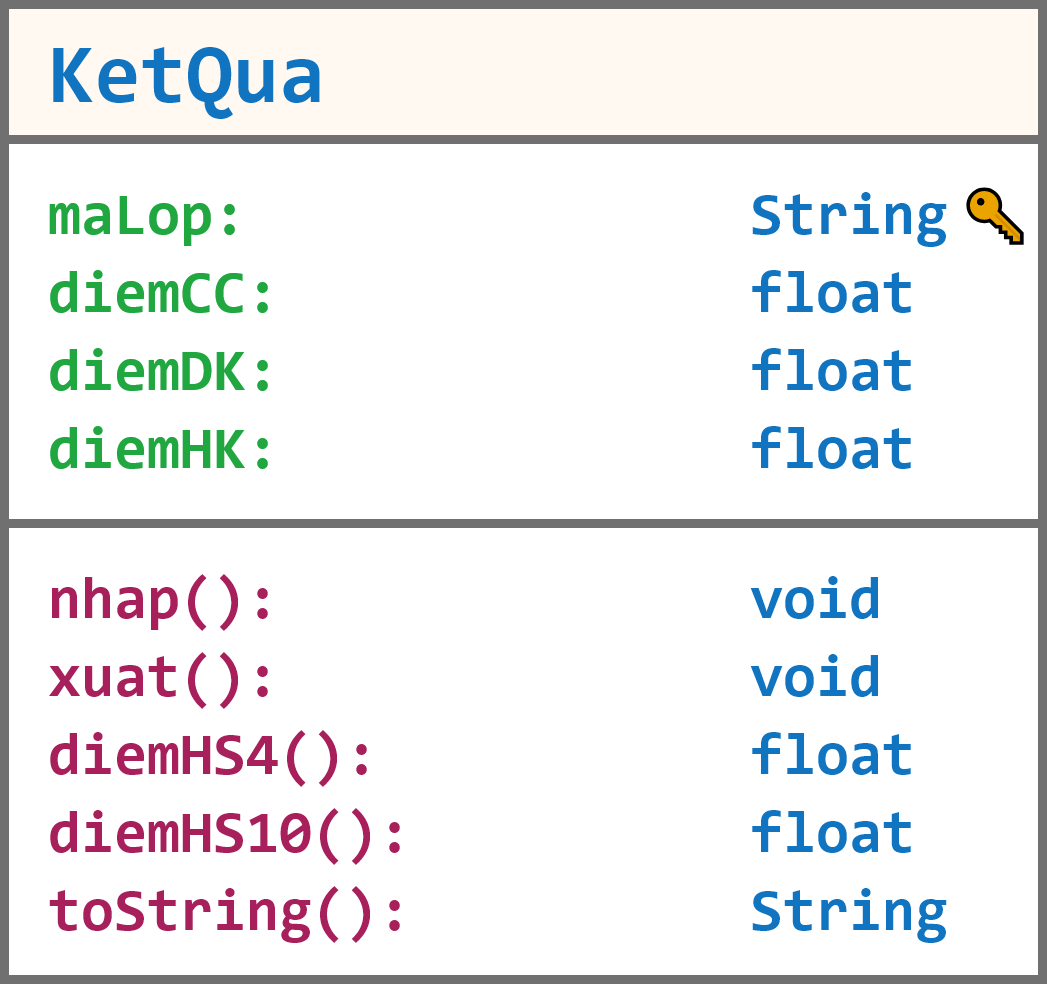 KetQua
maLop: String
diemCC: float
diemDK: float
diemHK: float
nhap(): void
xuat(): void
diemHS4(): float
diemHS10(): float
toString(): String